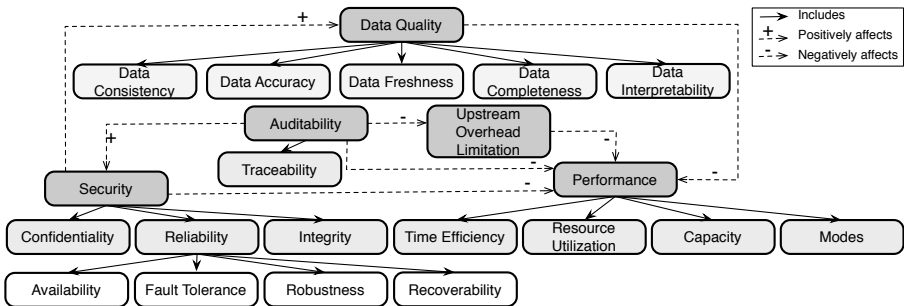 Data Quality
+
Includes
+
Positively affects
-
Negatively affects
Data
Consistency
Data Accuracy
Data Freshness
Data
Completeness
Data
Interpretability
-
Auditability
-
Upstream
Overhead
Limitation
+
-
Traceability
-
-
Security
-
Performance
Confidentiality
Reliability
Integrity
Time Efficiency
Resource
Utilization
Capacity
Modes
Availability
Fault Tolerance
Robustness
Recoverability